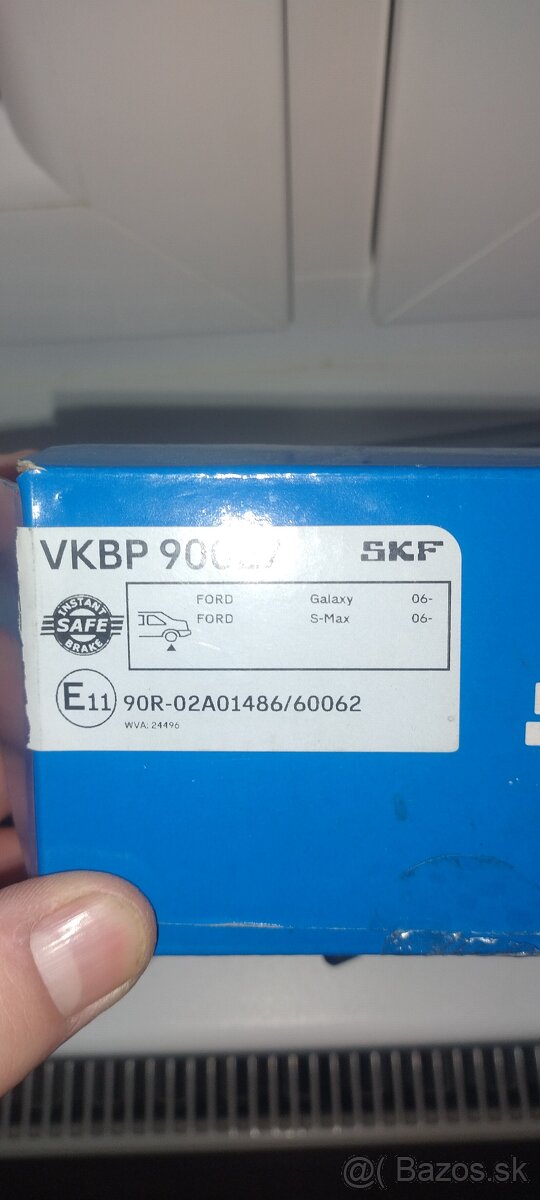 VKBP SKF
INSTANT
SAFE
BRAKE
FORD Galaxy 06-
FORD S-Max 06-
E11 90R-02A01486/60062
WVA: 24496
@( Bazos.sk